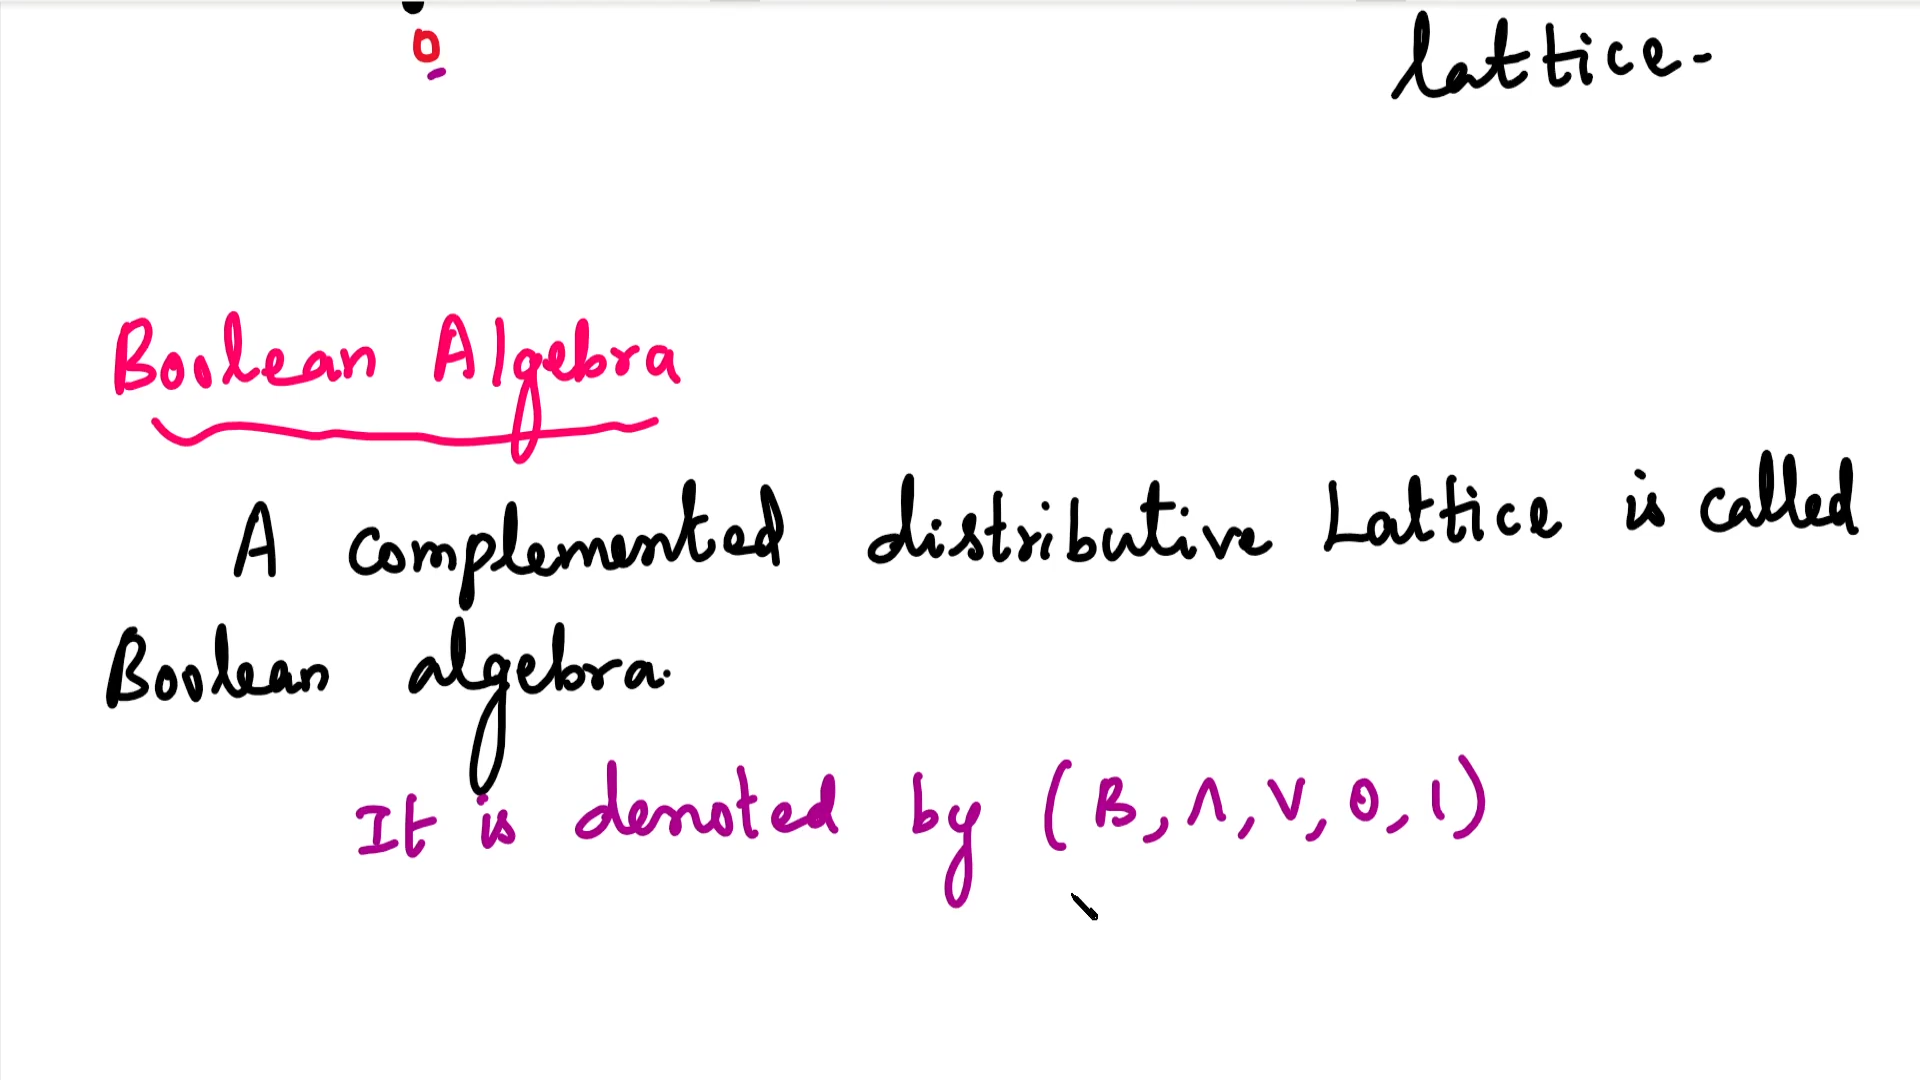 0
lattice.
Boolean Algebra
A complemented distributive Lattice is called
Boolean algebra.
It is denoted by (B, ∧, ∨, 0, 1)